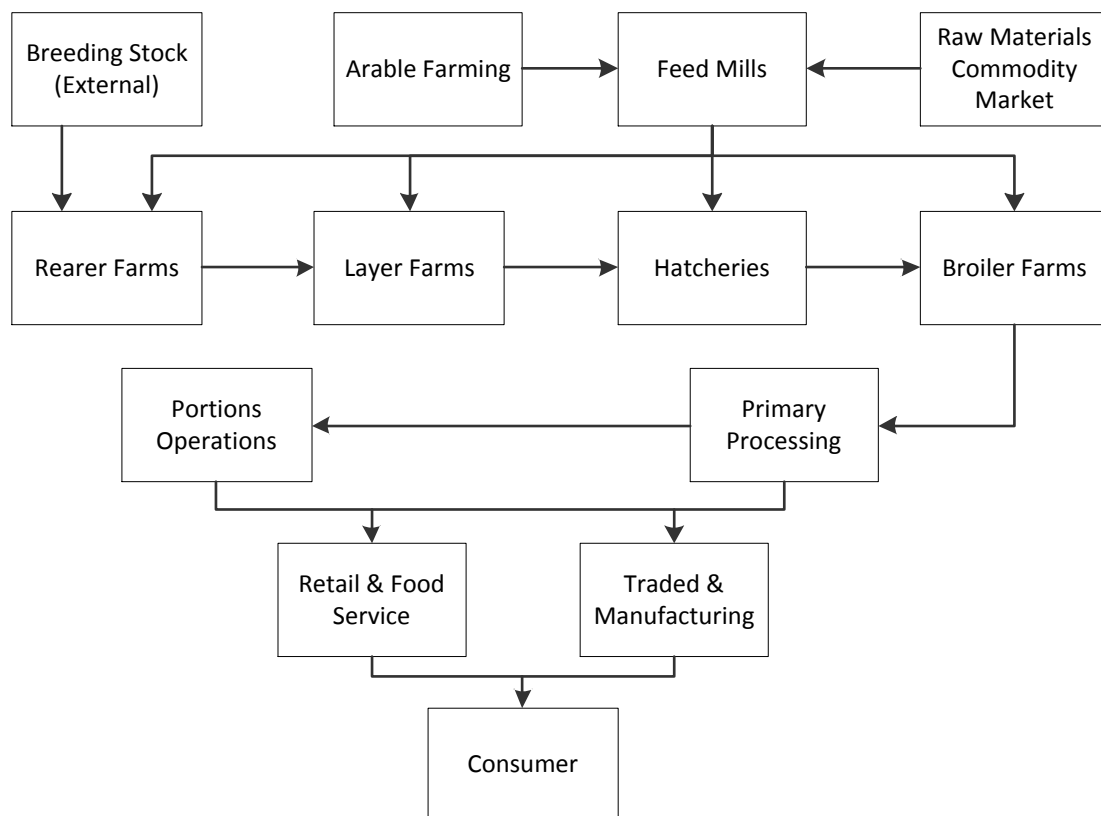 Breeding Stock
(External)
Arable Farming
Feed Mills
Raw Materials
Commodity
Market
Rearer Farms
Layer Farms
Hatcheries
Broiler Farms
Portions
Operations
Primary
Processing
Retail & Food
Service
Traded &
Manufacturing
Consumer